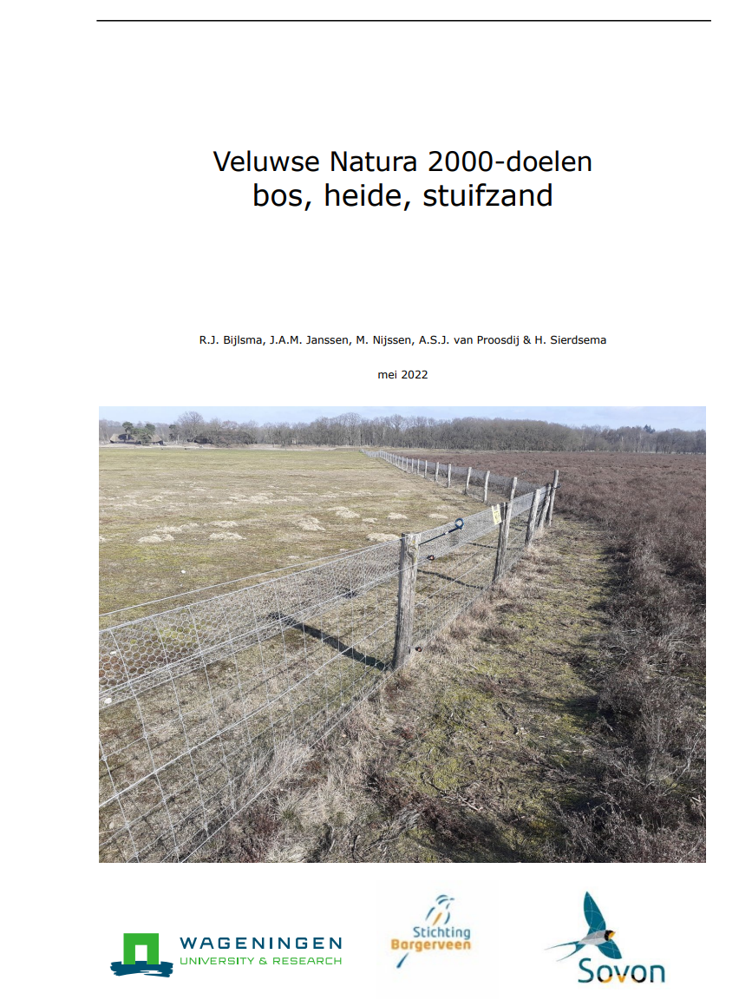 Veluwse Natura 2000-doelen
bos, heide, stuifzand
R.J. Bijlsma, J.A.M. Janssen, M. Nijssen, A.S.J. van Proosdij & H. Sierdsema
mei 2022
WAGENINGEN
UNIVERSITY & RESEARCH
Stichting
Bargerveen
Sovon